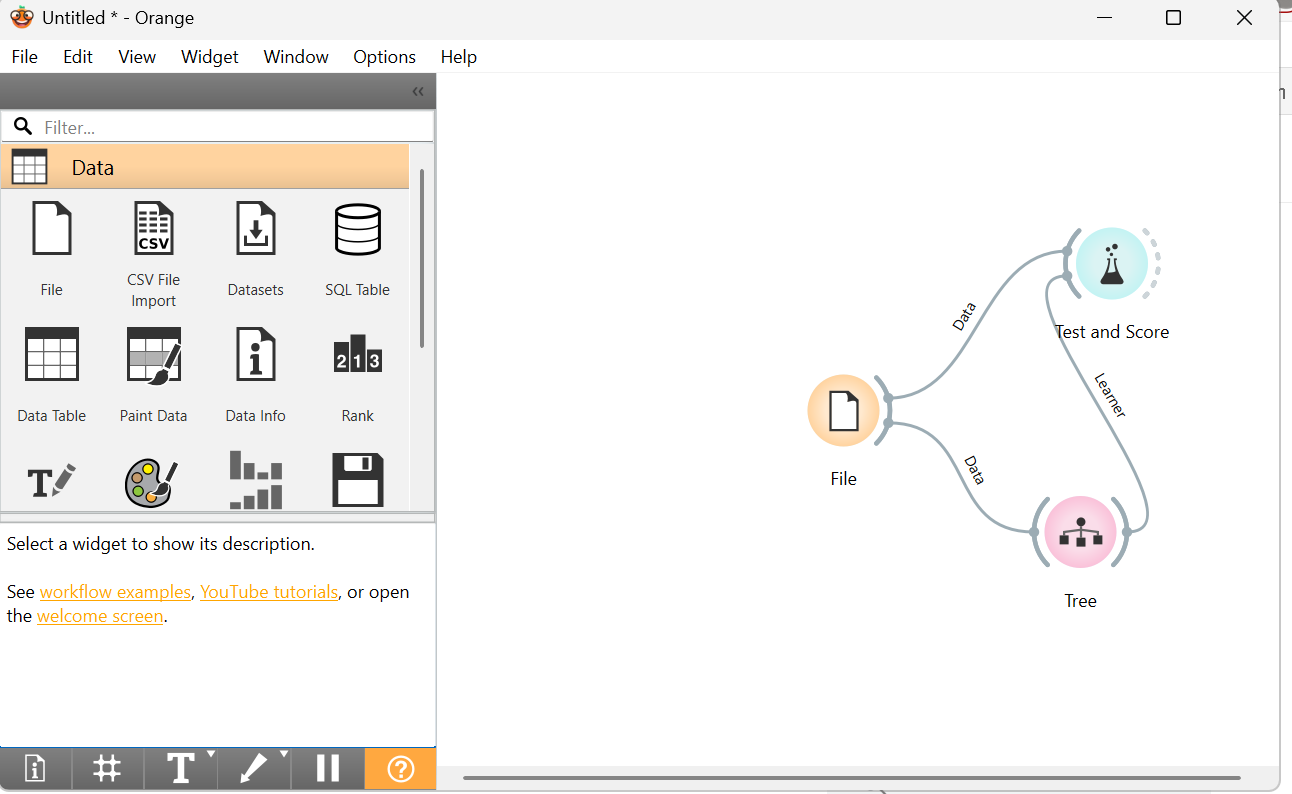 Untitled * - Orange
File Edit View Widget Window Options Help
Filter...
Data
File
CSV File
Import
Datasets
SQL Table
CSV
2 1 3
Data Table
Paint Data
Data Info
Rank
T
Select a widget to show its description.
See workflow examples, YouTube tutorials, or open
the welcome screen.
T
?
Data
Test and Score
Learner
File
Data
Tree